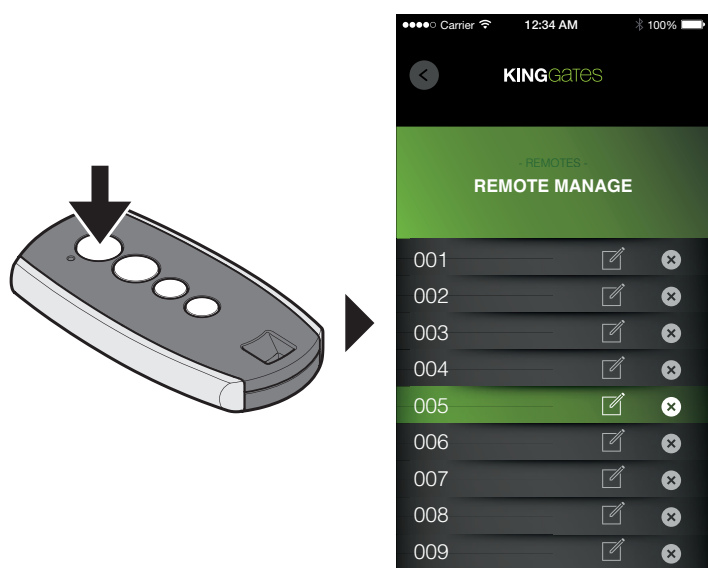 Carrier 12:34 AM 100%
KINGGATES
- REMOTES -
REMOTE MANAGE
001
002
003
004
005
006
007
008
009